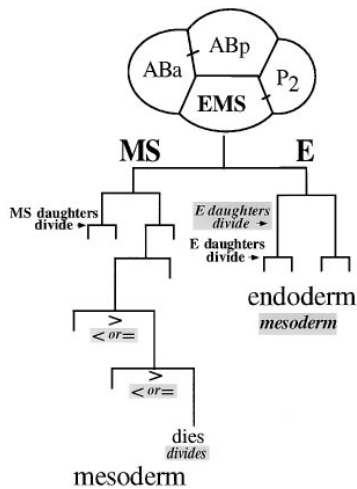 ABa
ABp
P2
EMS
MS
E
MS daughters
divide
E daughters
divide
E daughters
divide
endoderm
mesoderm
>
< or =
>
< or =
dies
divides
mesoderm